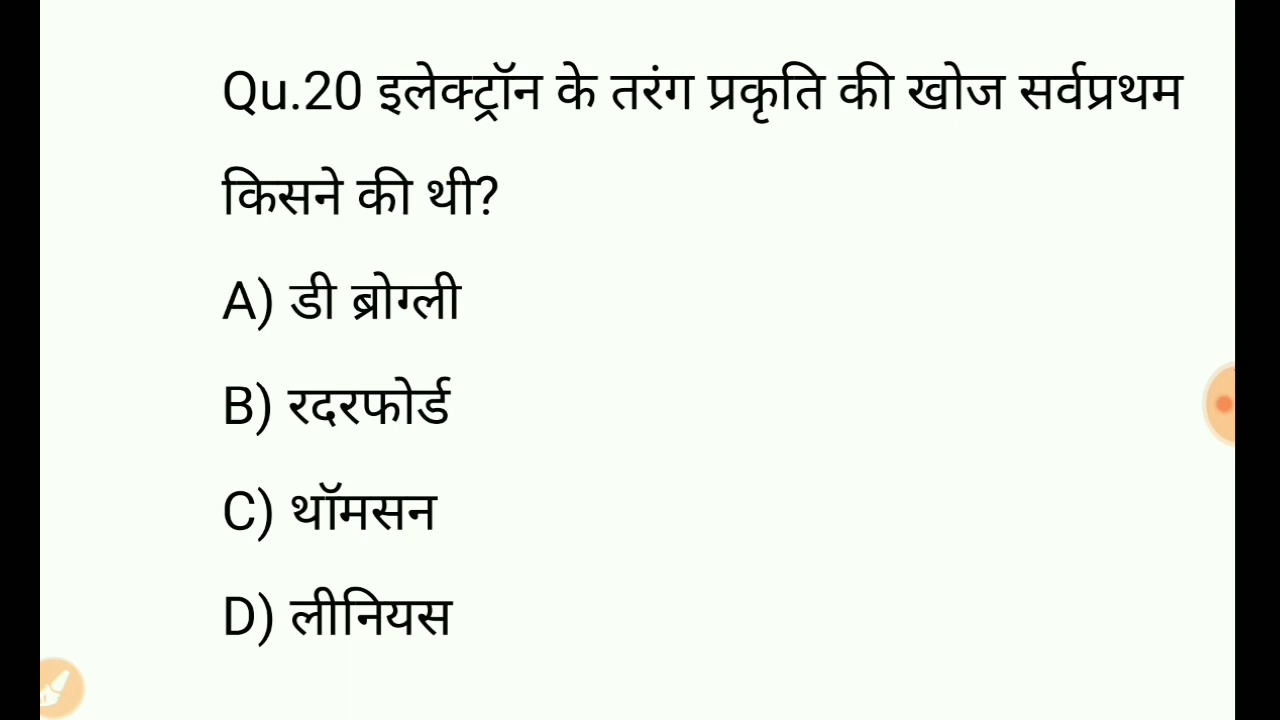 Qu.20 इलेक्ट्रॉन के तरंग प्रकृति की खोज सर्वप्रथम
किसने की थी?
A) डी ब्रोग्ली
B) रदरफोर्ड
C) थॉमसन
D) लीनियस